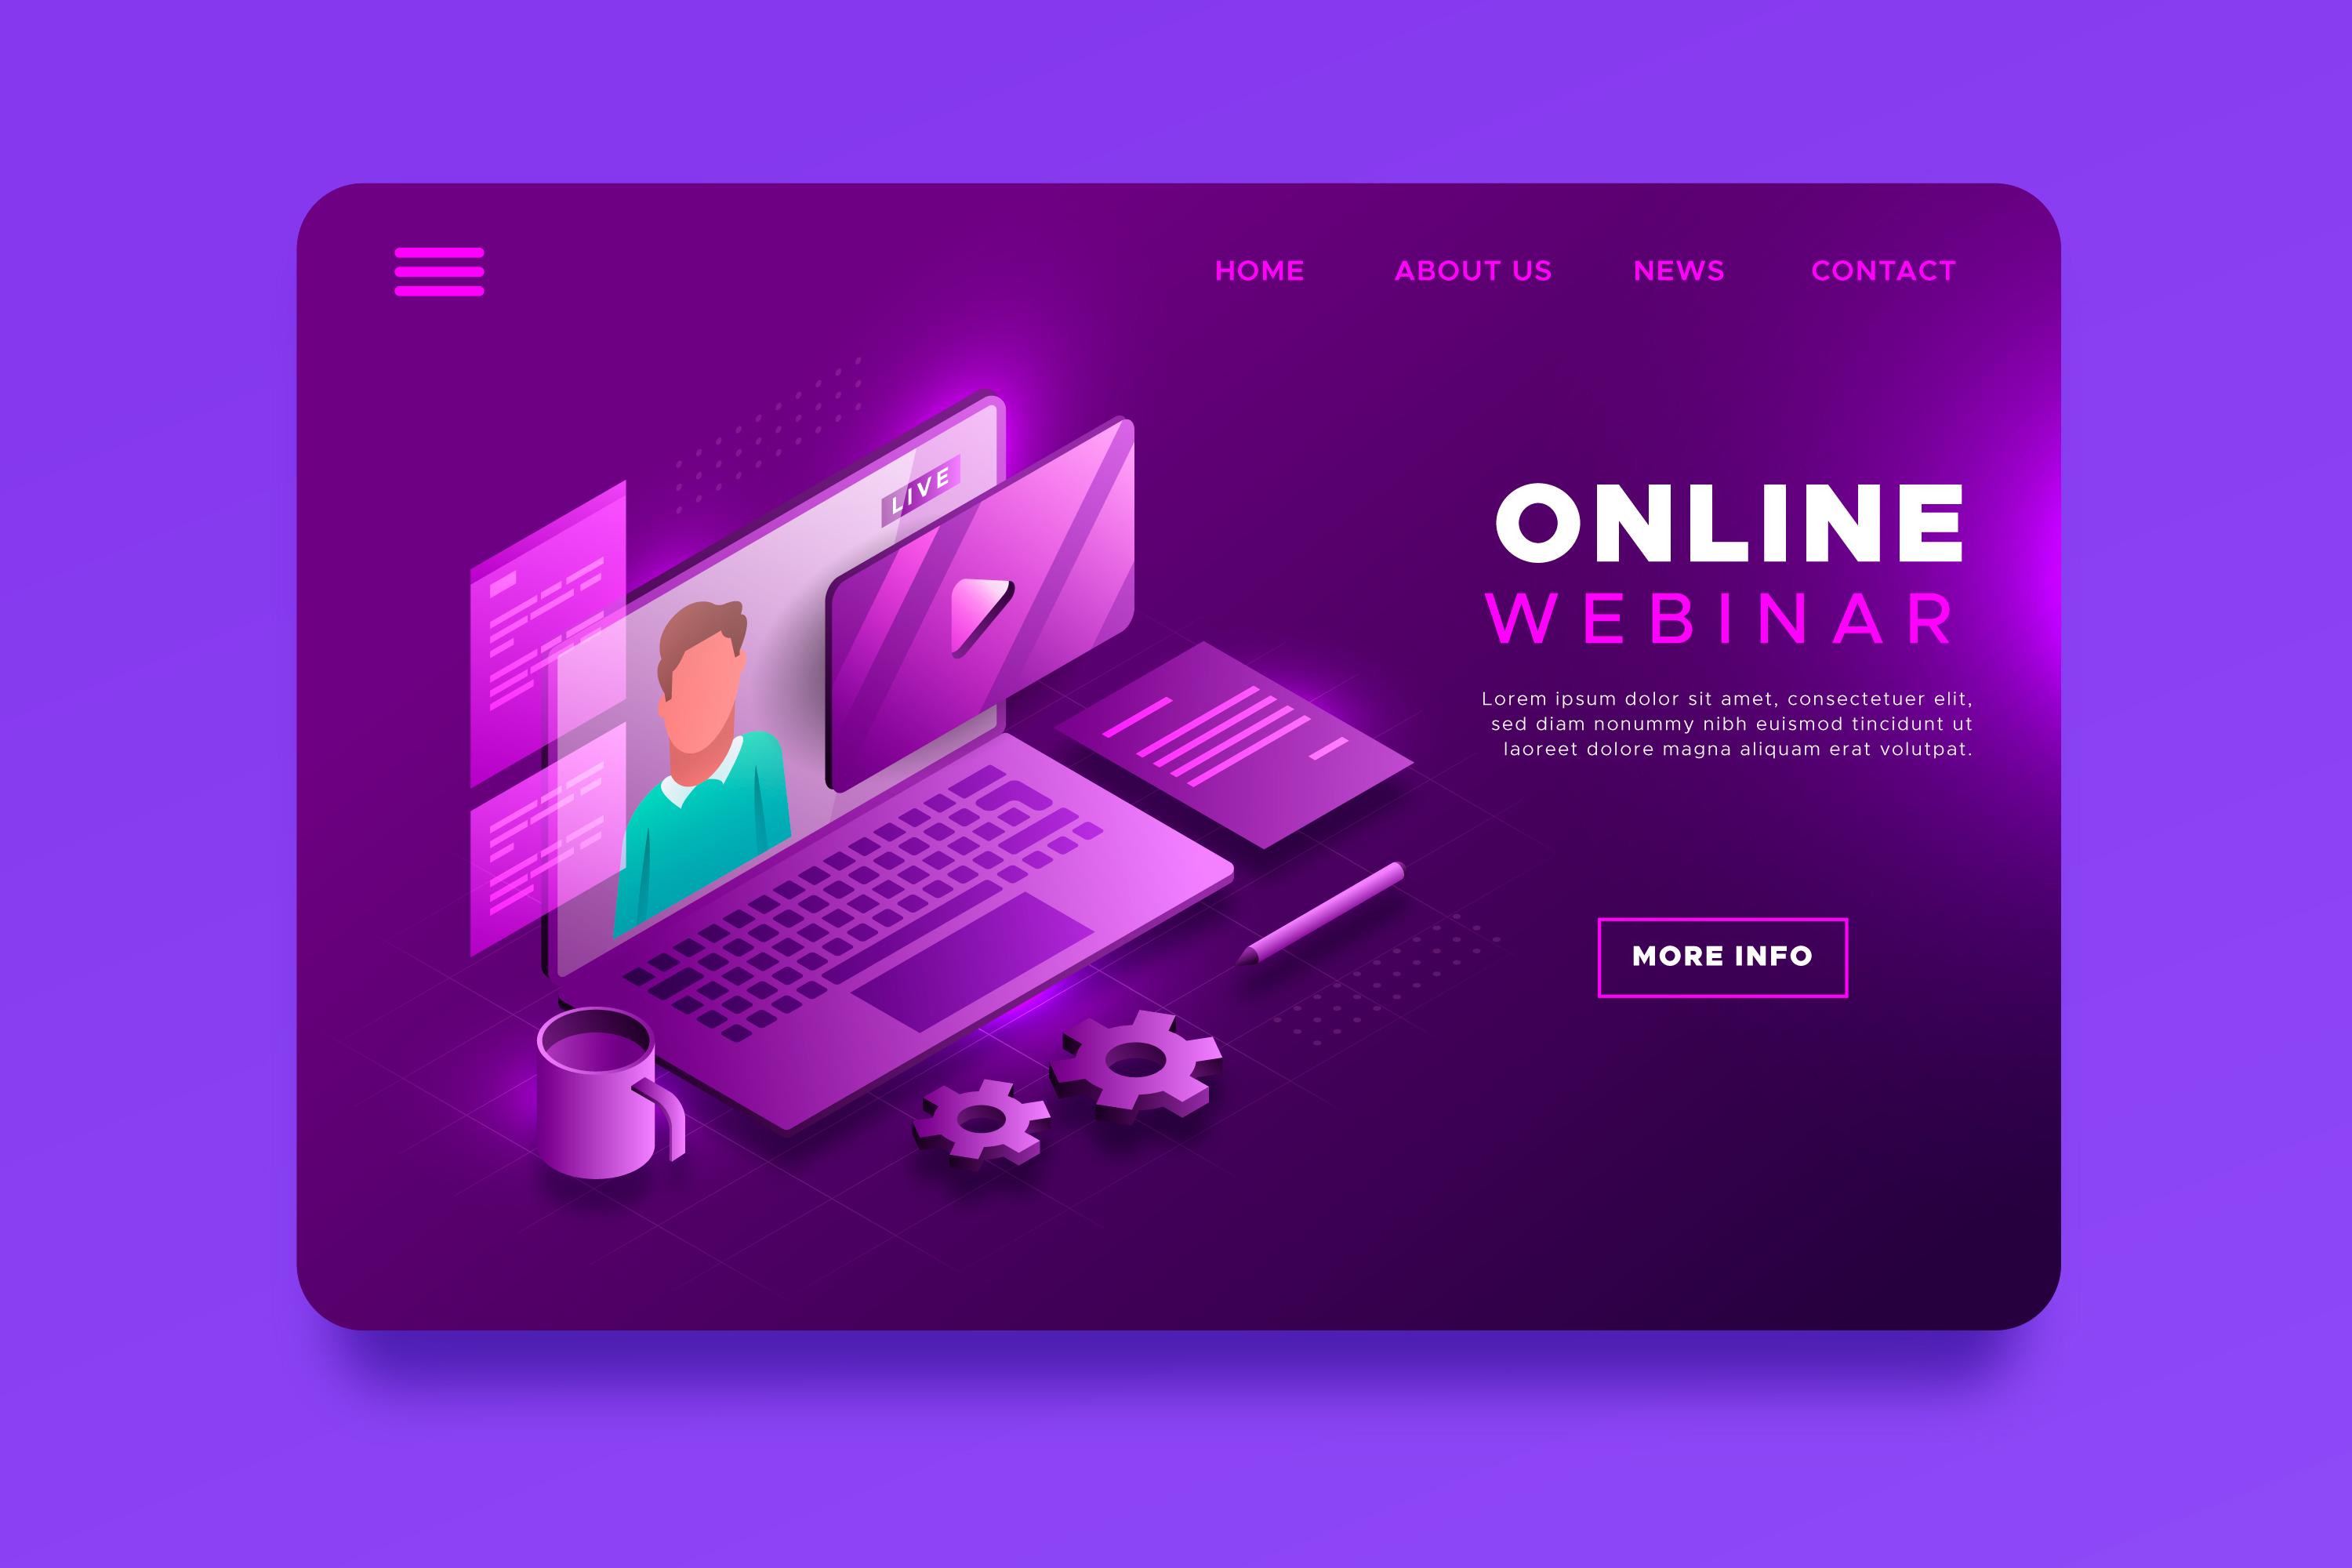 HOME ABOUT US NEWS CONTACT
LIVE
ONLINE
WEBINAR
Lorem ipsum dolor sit amet, consectetuer elit,
sed diam nonummy nibh euismod tincidunt ut
laoreet dolore magna aliquam erat volutpat.
MORE INFO